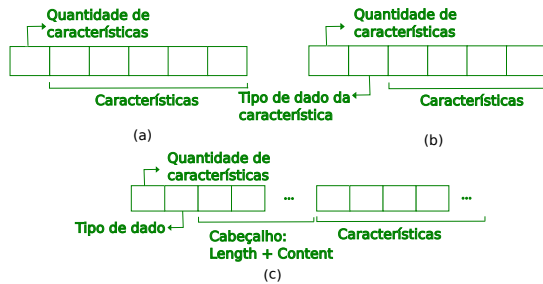 Quantidade de
características
Características
(a)
Quantidade de
características
Tipo de dado da
característica
Características
(b)
Quantidade de
características
...
...
Tipo de dado
Cabeçalho:
Length + Content
Características
(c)